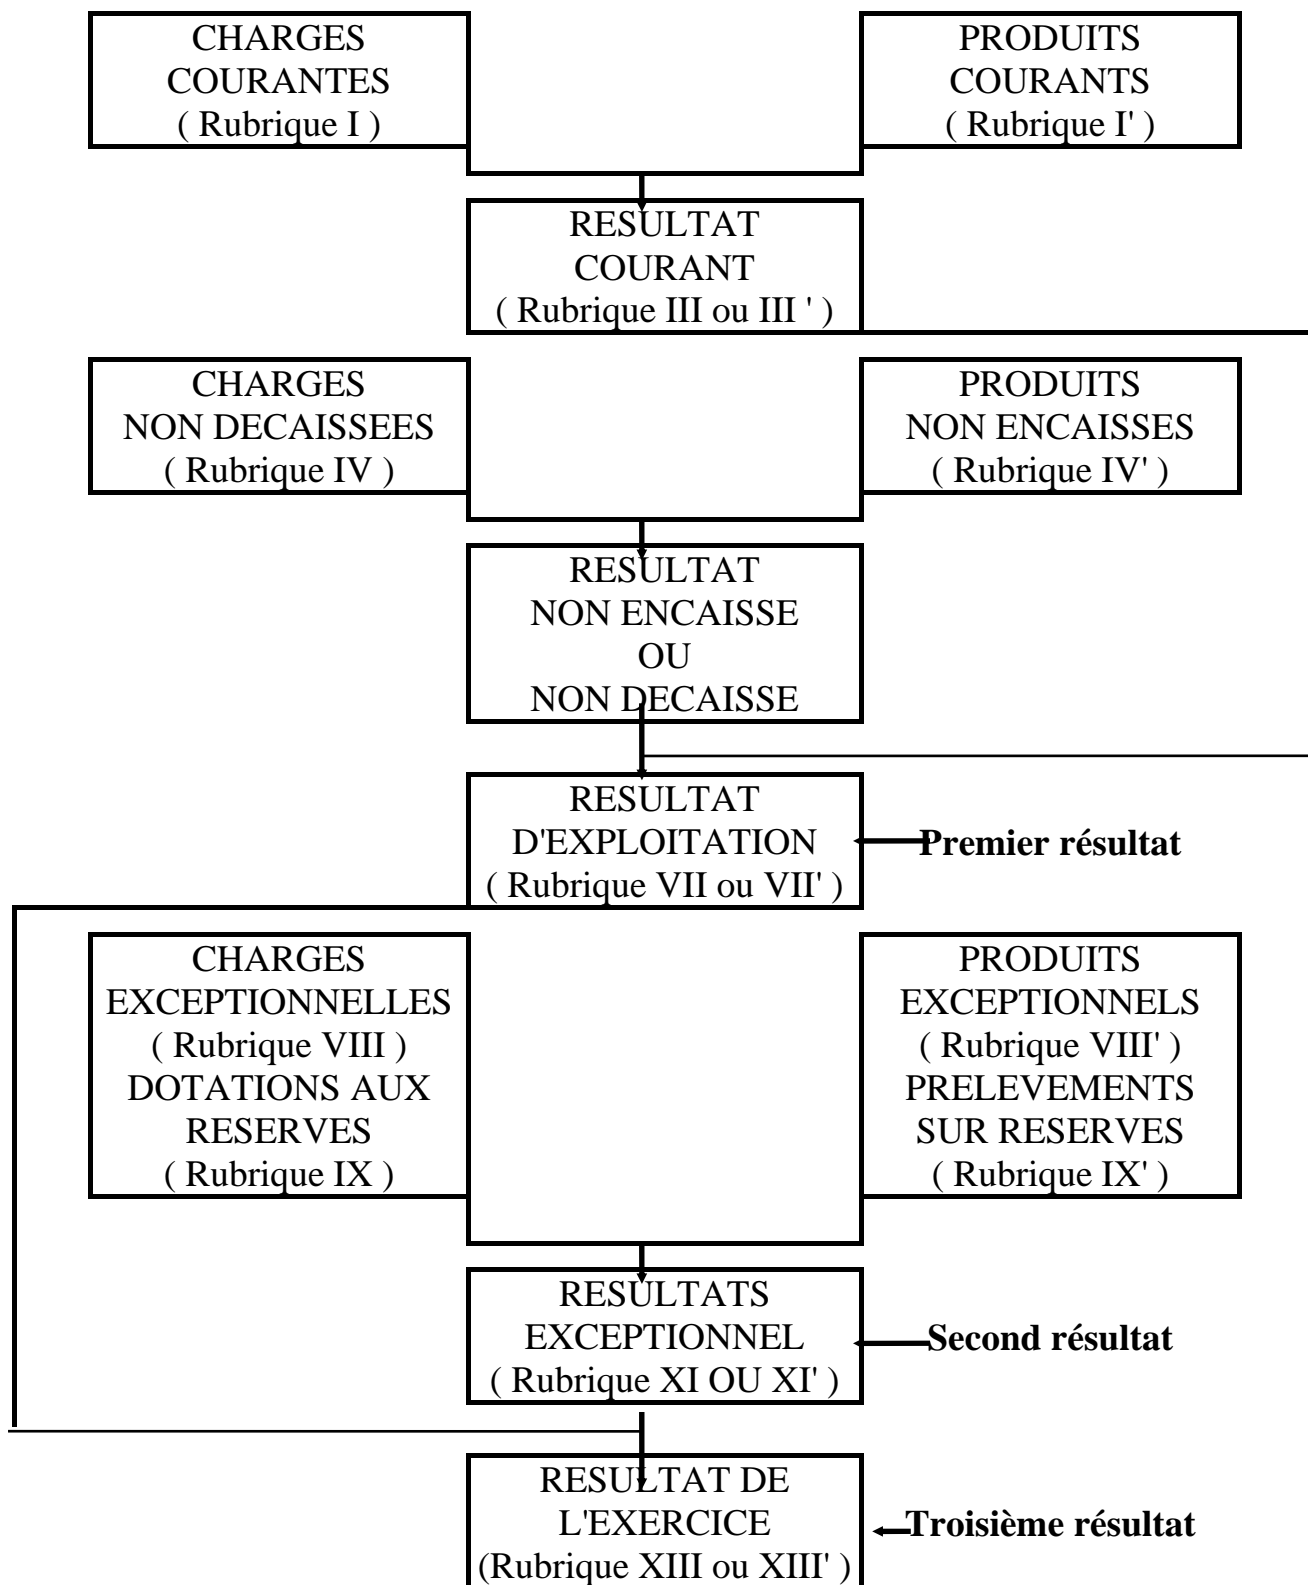 CHARGES
COURANTES
( Rubrique I )
PRODUITS
COURANTS
( Rubrique I' )
RESULTAT
COURANT
( Rubrique III ou III ' )
CHARGES
NON DECAISSEES
( Rubrique IV )
PRODUITS
NON ENCAISSES
( Rubrique IV' )
RESULTAT
NON ENCAISSE
OU
NON DECAISSE
RESULTAT
D'EXPLOITATION
( Rubrique VII ou VII' )
Premier résultat
CHARGES
EXCEPTIONNELLES
( Rubrique VIII )
DOTATIONS AUX
RESERVES
( Rubrique IX )
PRODUITS
EXCEPTIONNELS
( Rubrique VIII' )
PRELEVEMENTS
SUR RESERVES
( Rubrique IX' )
RESULTATS
EXCEPTIONNEL
( Rubrique XI OU XI' )
Second résultat
RESULTAT DE
L'EXERCICE
(Rubrique XIII ou XIII' )
Troisième résultat